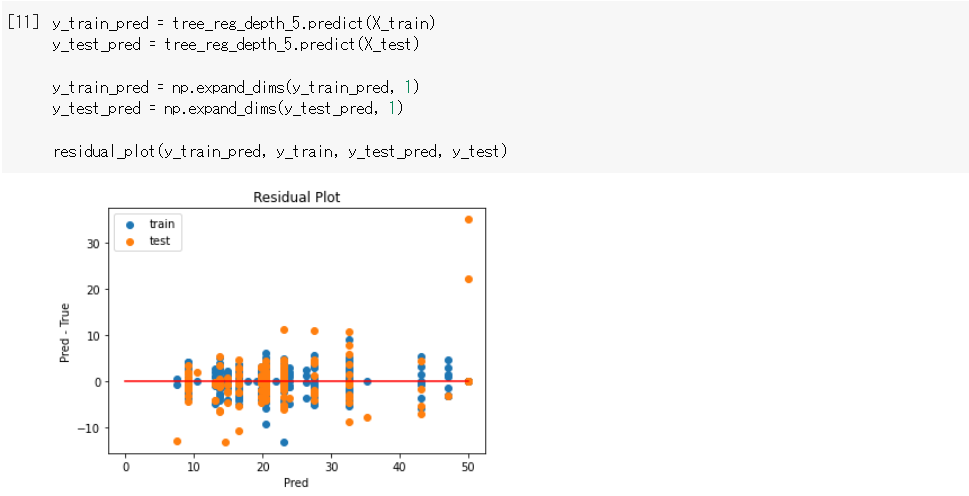 [11] y_train_pred = tree_reg_depth_5.predict(X_train)
y_test_pred = tree_reg_depth_5.predict(X_test)
y_train_pred = np.expand_dims(y_train_pred, 1)
y_test_pred = np.expand_dims(y_test_pred, 1)
residual_plot(y_train_pred, y_train, y_test_pred, y_test)
Residual Plot
train
test
30
20
10
0
−10
Pred - True
0 10 20 30 40 50
Pred